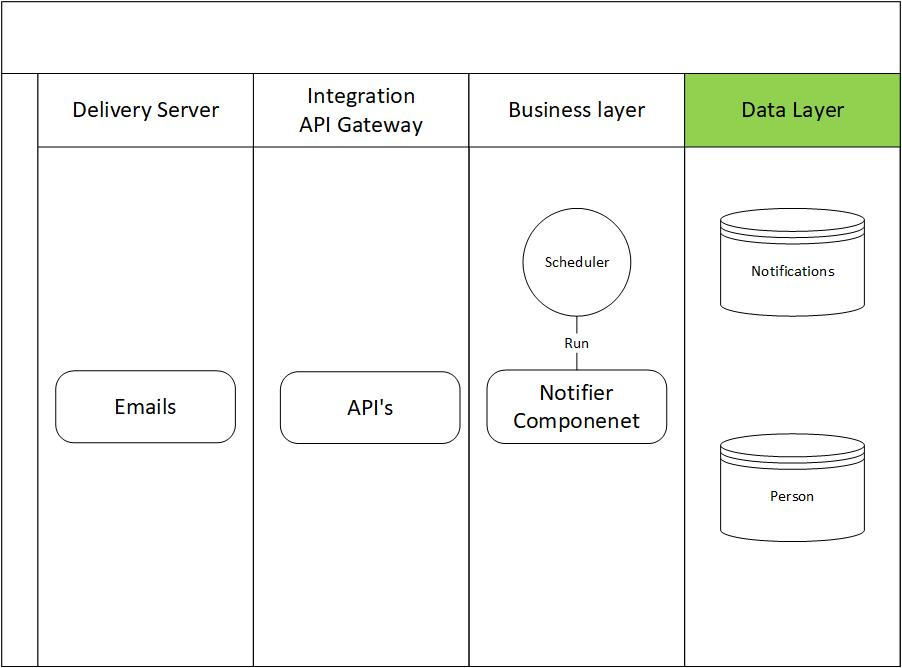 Delivery Server
Integration
API Gateway
Business layer
Data Layer
Scheduler
Notifications
Run
Emails
API's
Notifier
Componenet
Person